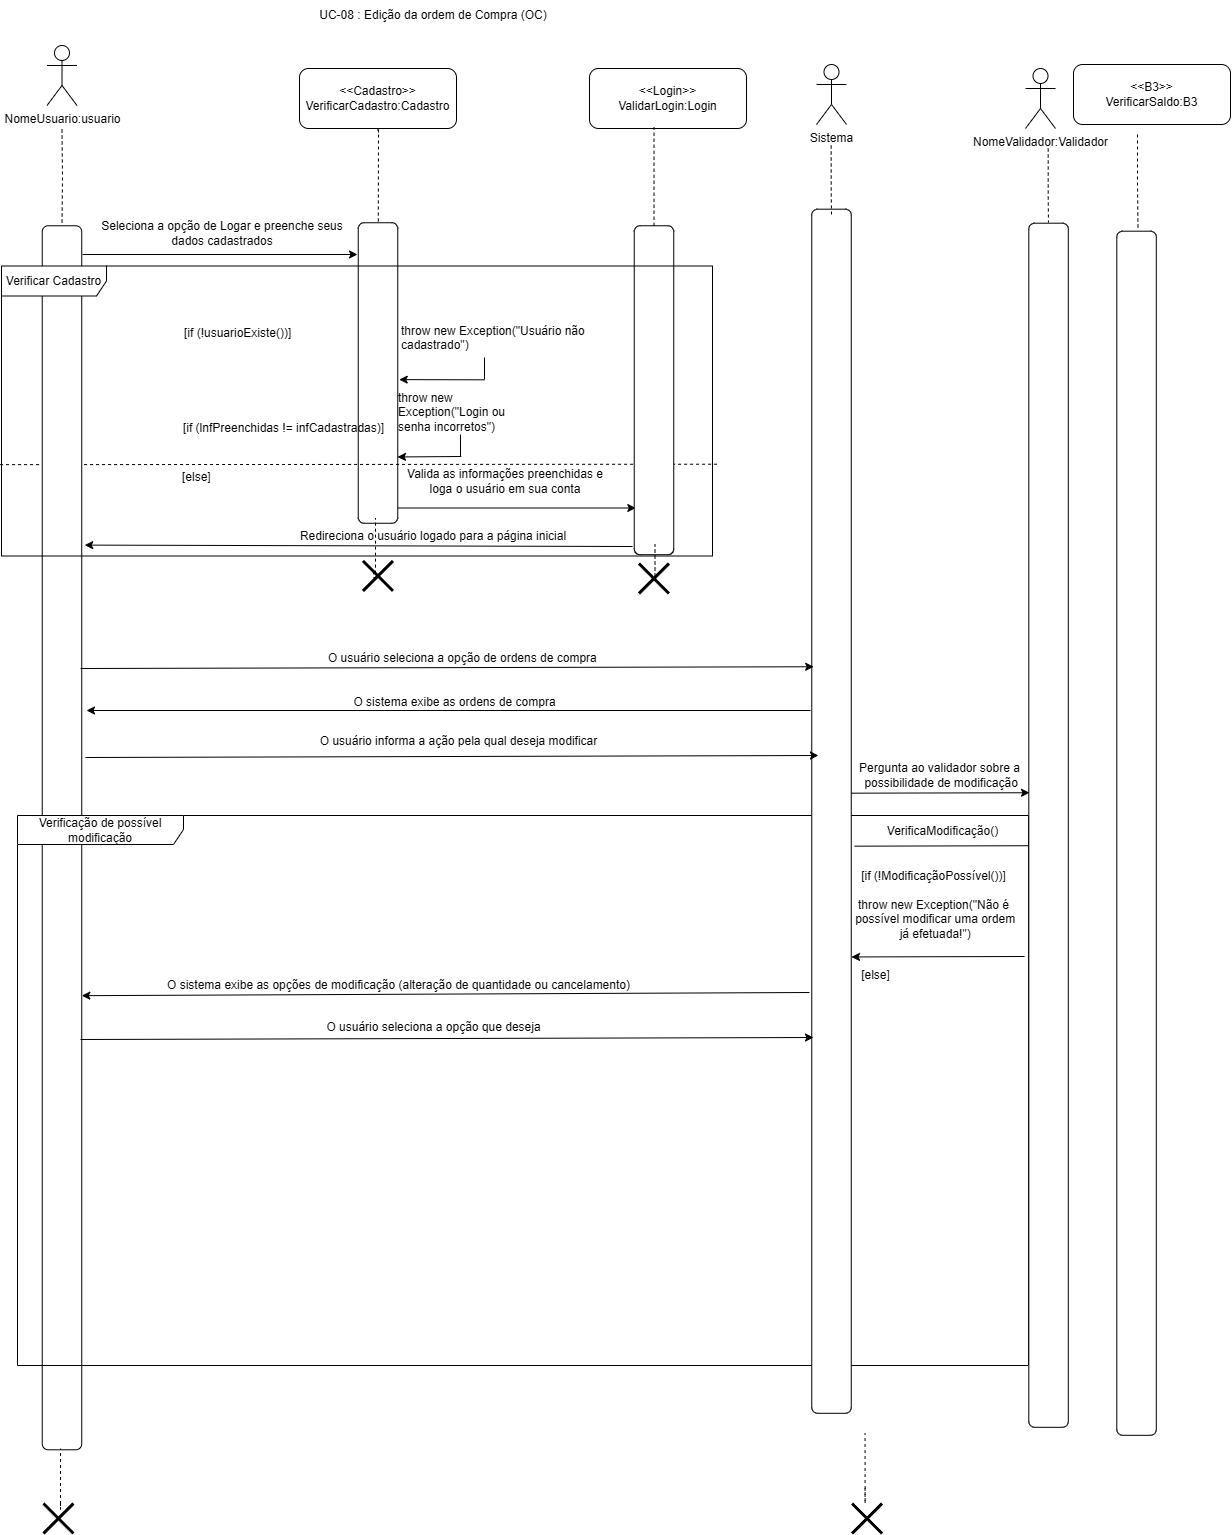 UC-08 : Edição da ordem de Compra (OC)
NomeUsuario:usuario
<<Cadastro>>
VerificarCadastro:Cadastro
<<Login>>
ValidarLogin:Login
Sistema
NomeValidador:Validador
<<B3>>
VerificarSaldo:B3
Seleciona a opção de Logar e preenche seus
dados cadastrados
Verificar Cadastro
[if (!usuarioExiste())]
throw new Exception("Usuário não
cadastrado")
throw new
Exception("Login ou
senha incorretos")
[if (InfPreenchidas != infCadastradas)]
[else]
Valida as informações preenchidas e
loga o usuário em sua conta
Redireciona o usuário logado para a página inicial
O usuário seleciona a opção de ordens de compra
O sistema exibe as ordens de compra
O usuário informa a ação pela qual deseja modificar
Pergunta ao validador sobre a
possibilidade de modificação
Verificação de possível
modificação
VerificaModificação()
[if (!ModificaçãoPossível())]
throw new Exception("Não é
possível modificar uma ordem
já efetuada!")
[else]
O sistema exibe as opções de modificação (alteração de quantidade ou cancelamento)
O usuário seleciona a opção que deseja